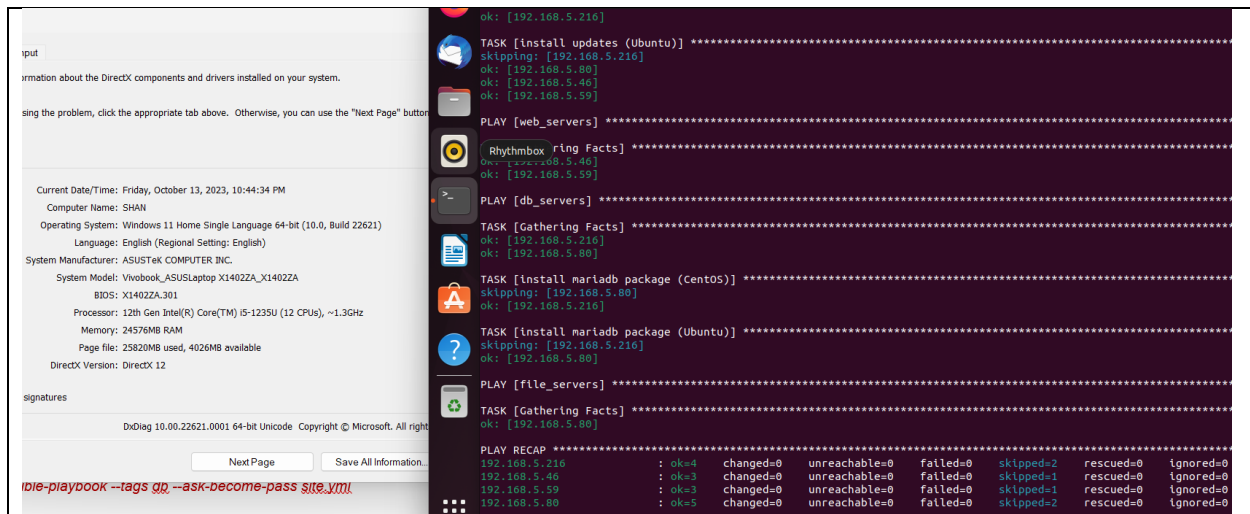 nput
ormation about the DirectX components and drivers installed on your system.
sing the problem, click the appropriate tab above.  Otherwise, you can use the "Next Page" button
Current Date/Time: Friday, October 13, 2023, 10:44:34 PM
Computer Name: SHAN
Operating System: Windows 11 Home Single Language 64-bit (10.0, Build 22621)
Language: English (Regional Setting: English)
System Manufacturer: ASUSTeK COMPUTER INC.
System Model: Vivobook_ASUSLaptop X1402ZA_X1402ZA
BIOS: X1402ZA.301
Processor: 12th Gen Intel(R) Core(TM) i5-1235U (12 CPUs), ~1.3GHz
Memory: 24576MB RAM
Page file: 25820MB used, 4026MB available
DirectX Version: DirectX 12
signatures
DxDiag 10.00.22621.0001 64-bit Unicode  Copyright © Microsoft. All right
Next Page
Save All Information...
ble-playbook --tags db --ask-become-pass site.yml
ok: [192.168.5.216]
TASK [install updates (Ubuntu)] ****
skipping: [192.168.5.216]
ok: [192.168.5.80]
ok: [192.168.5.46]
ok: [192.168.5.59]
PLAY [web_servers] ****
Rhythmbox
ring Facts] ****
ok: [192.168.5.46]
ok: [192.168.5.59]
PLAY [db_servers] ****
TASK [Gathering Facts] ****
ok: [192.168.5.216]
ok: [192.168.5.80]
TASK [install mariadb package (CentOS)] ****
skipping: [192.168.5.80]
ok: [192.168.5.216]
TASK [install mariadb package (Ubuntu)] ****
skipping: [192.168.5.216]
ok: [192.168.5.80]
PLAY [file_servers] ****
TASK [Gathering Facts] ****
ok: [192.168.5.80]
PLAY RECAP ****
192.168.5.216 : ok=4 changed=0 unreachable=0 failed=0 skipped=2 rescued=0 ignored=0
192.168.5.46 : ok=3 changed=0 unreachable=0 failed=0 skipped=1 rescued=0 ignored=0
192.168.5.59 : ok=3 changed=0 unreachable=0 failed=0 skipped=1 rescued=0 ignored=0
192.168.5.80 : ok=5 changed=0 unreachable=0 failed=0 skipped=2 rescued=0 ignored=0